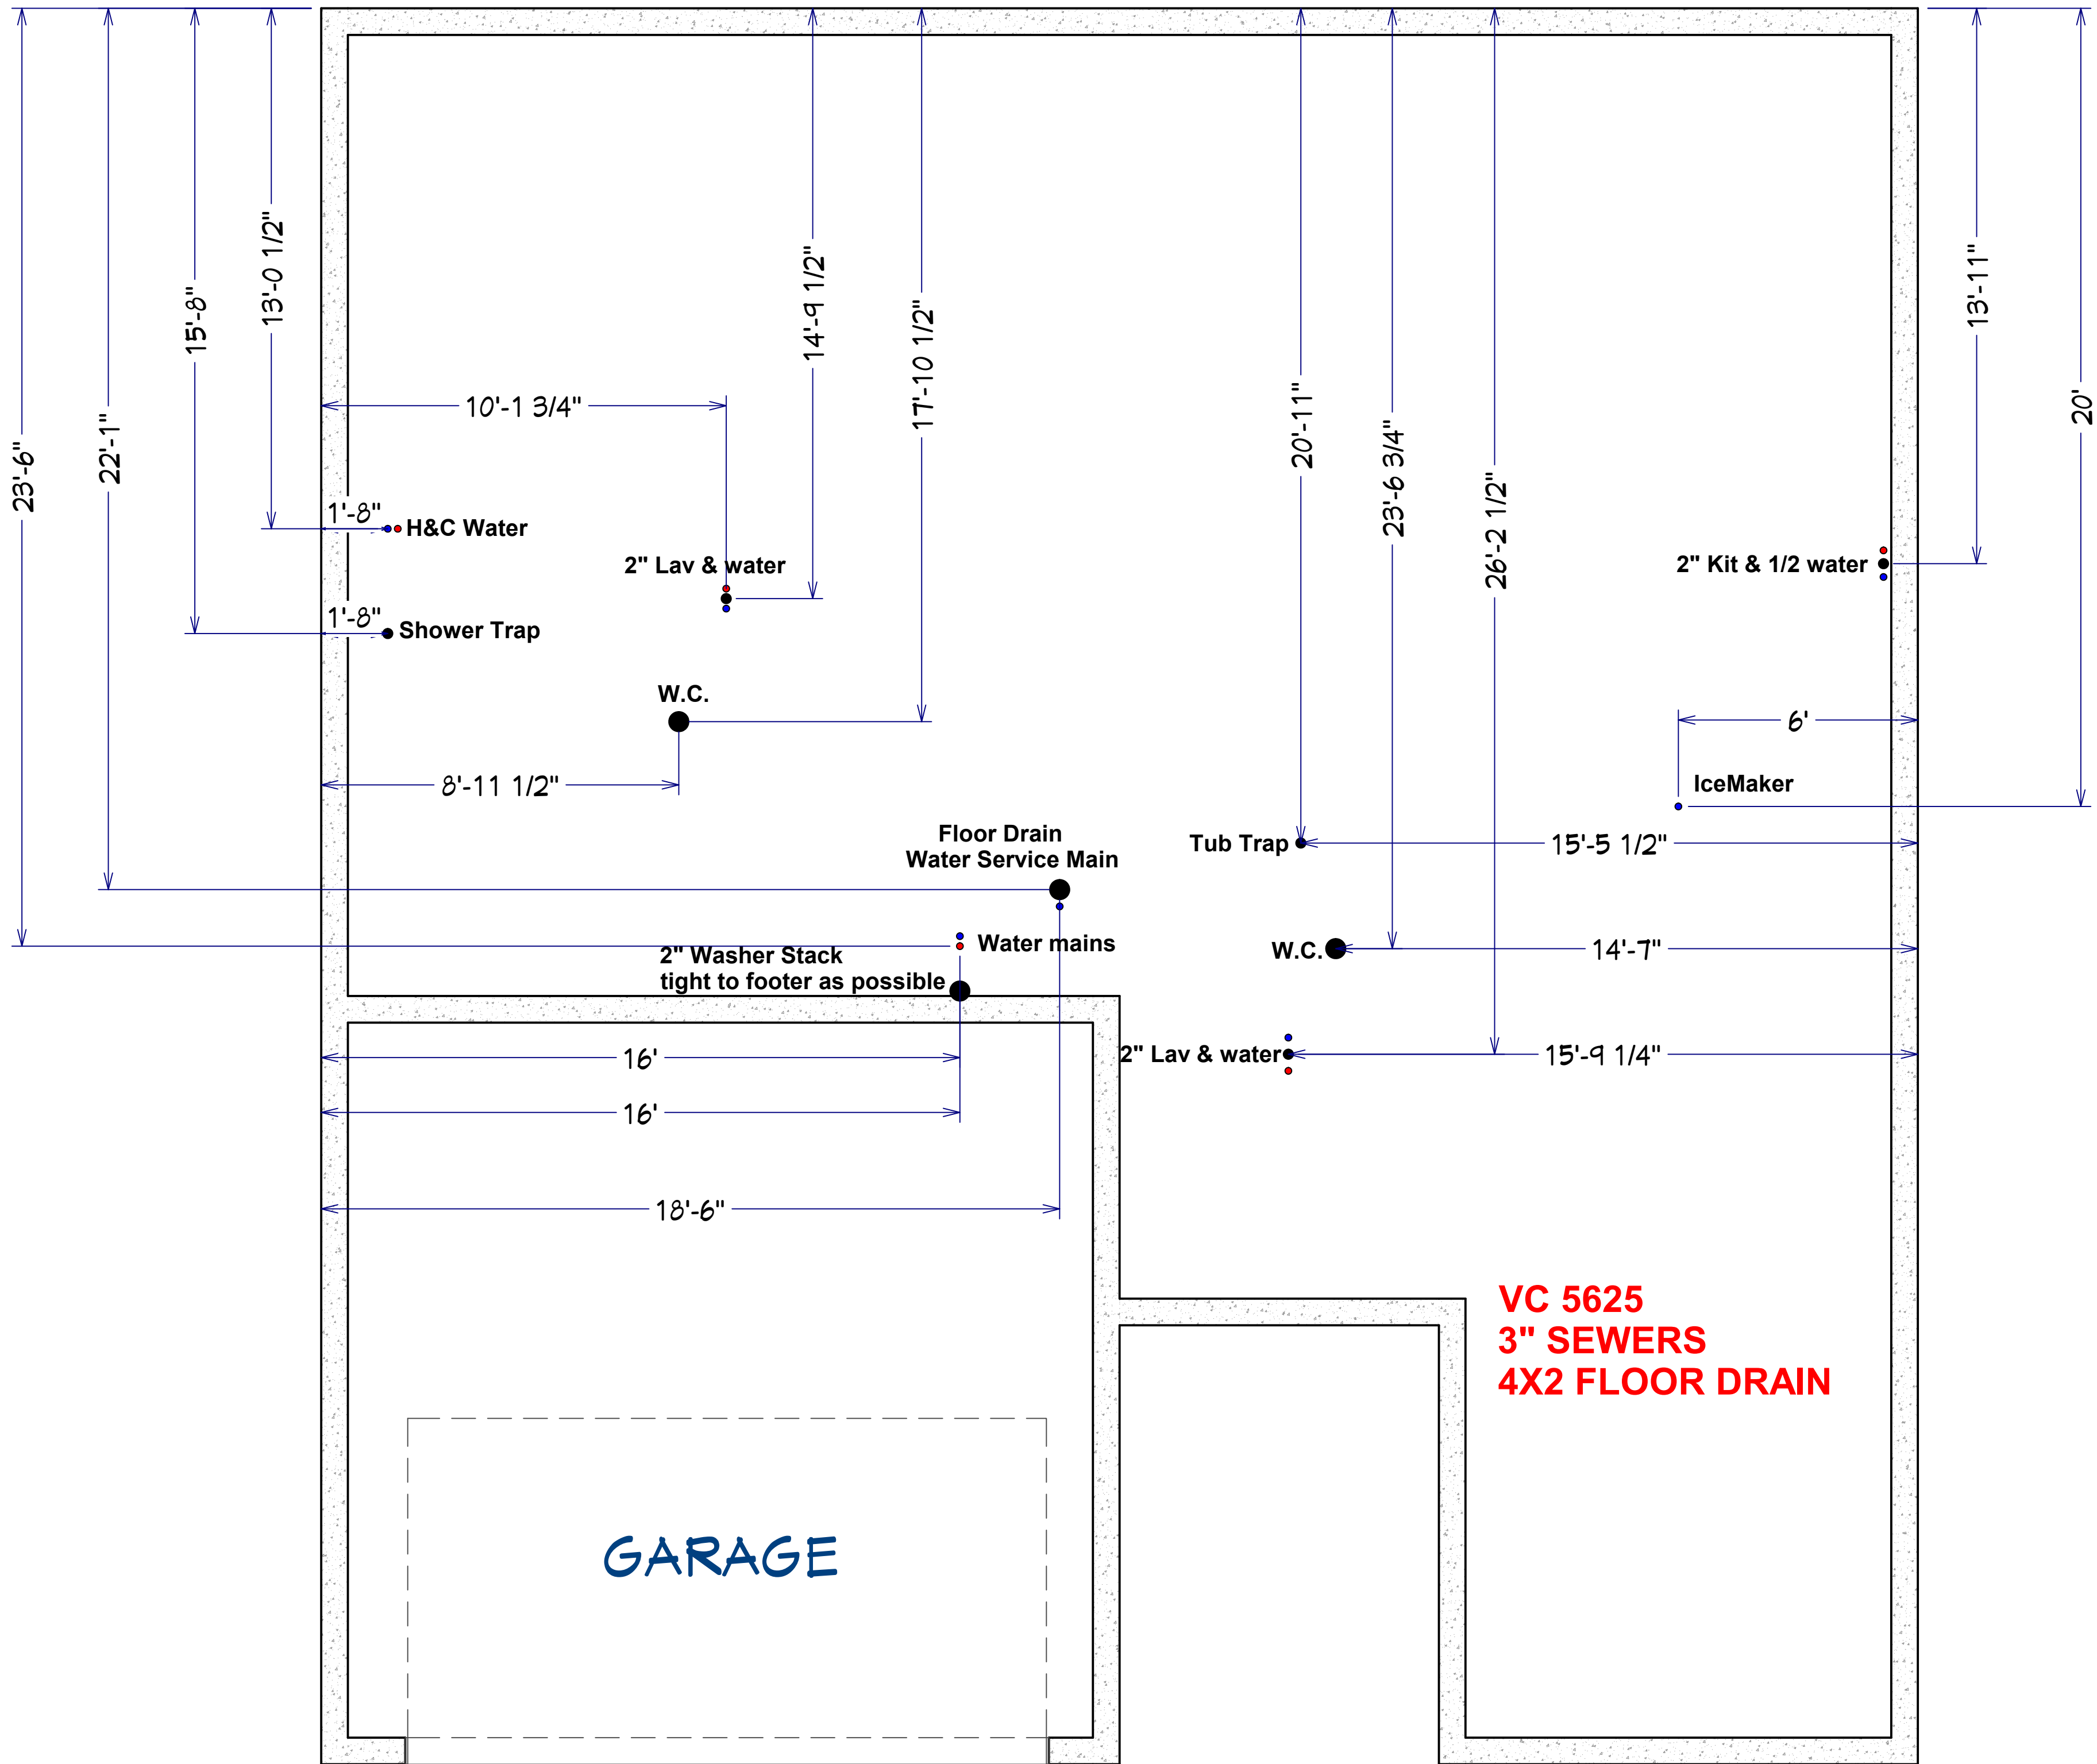 13'-0 1/2"
15'-8"
22'-1"
23'-6"
14'-9 1/2"
17'-10 1/2"
20'-11"
23'-6 3/4"
26'-2 1/2"
13'-11"
20'
10'-1 3/4"
1'-8"
H&C Water
2" Lav & water
2" Kit & 1/2 water
1'-8"
Shower Trap
W.C.
6'
8'-11 1/2"
IceMaker
Floor Drain
Water Service Main
Tub Trap
15'-5 1/2"
Water mains
2" Washer Stack
tight to footer as possible
W.C.
14'-7"
16'
2" Lav & water
15'-9 1/4"
16'
18'-6"
VC 5625
3" SEWERS
4X2 FLOOR DRAIN
GARAGE